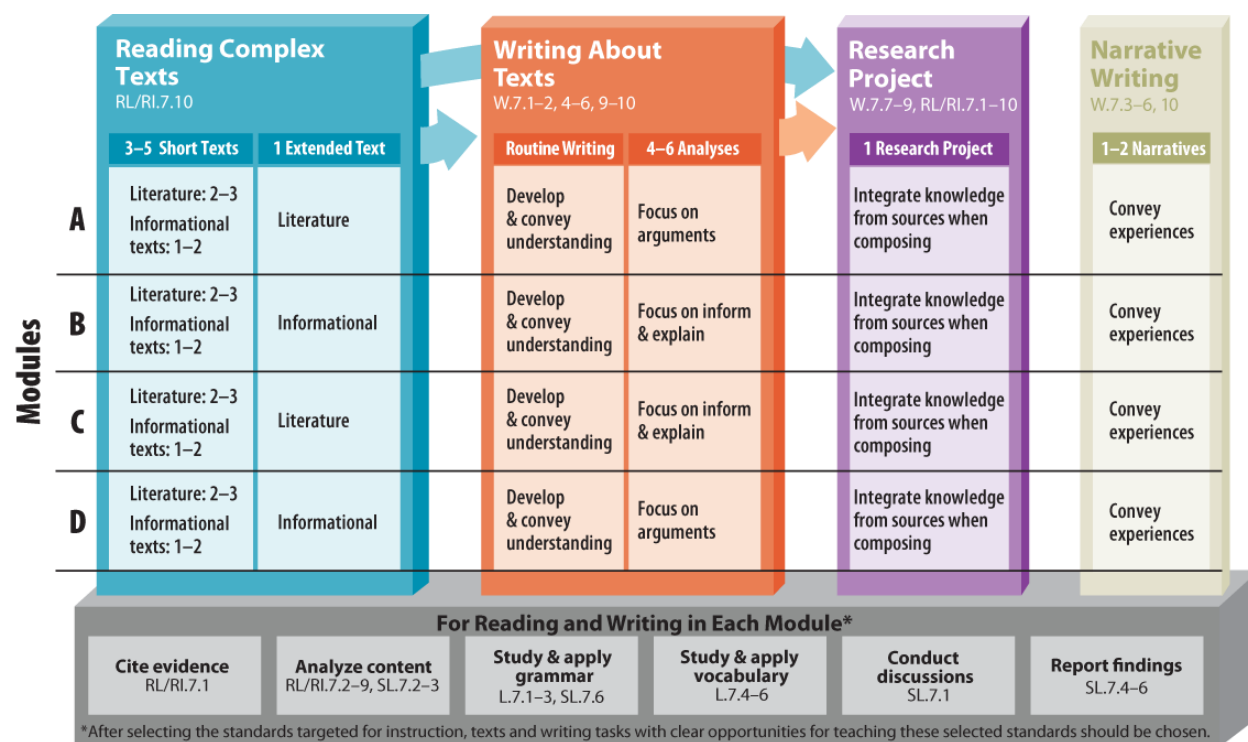 Reading Complex
Texts
RL/RI.7.10
3–5 Short Texts
1 Extended Text
Writing About
Texts
W.7.1–2, 4–6, 9–10
Routine Writing
4–6 Analyses
Research
Project
W.7.7–9, RL/RI.7.1–10
1 Research Project
Narrative
Writing
W.7.3–6, 10
1–2 Narratives
Modules
A
Literature: 2–3
Informational
texts: 1–2
Literature
Develop
& convey
understanding
Focus on
arguments
Integrate knowledge
from sources when
composing
Convey
experiences
B
Literature: 2–3
Informational
texts: 1–2
Informational
Develop
& convey
understanding
Focus on inform
& explain
Integrate knowledge
from sources when
composing
Convey
experiences
C
Literature: 2–3
Informational
texts: 1–2
Literature
Develop
& convey
understanding
Focus on inform
& explain
Integrate knowledge
from sources when
composing
Convey
experiences
D
Literature: 2–3
Informational
texts: 1–2
Informational
Develop
& convey
understanding
Focus on
arguments
Integrate knowledge
from sources when
composing
Convey
experiences
For Reading and Writing in Each Module*
Cite evidence
RL/RI.7.1
Analyze content
RL/RI.7.2–9, SL.7.2–3
Study & apply
grammar
L.7.1–3, SL.7.6
Study & apply
vocabulary
L.7.4–6
Conduct
discussions
SL.7.1
Report findings
SL.7.4–6
*After selecting the standards targeted for instruction, texts and writing tasks with clear opportunities for teaching these selected standards should be chosen.